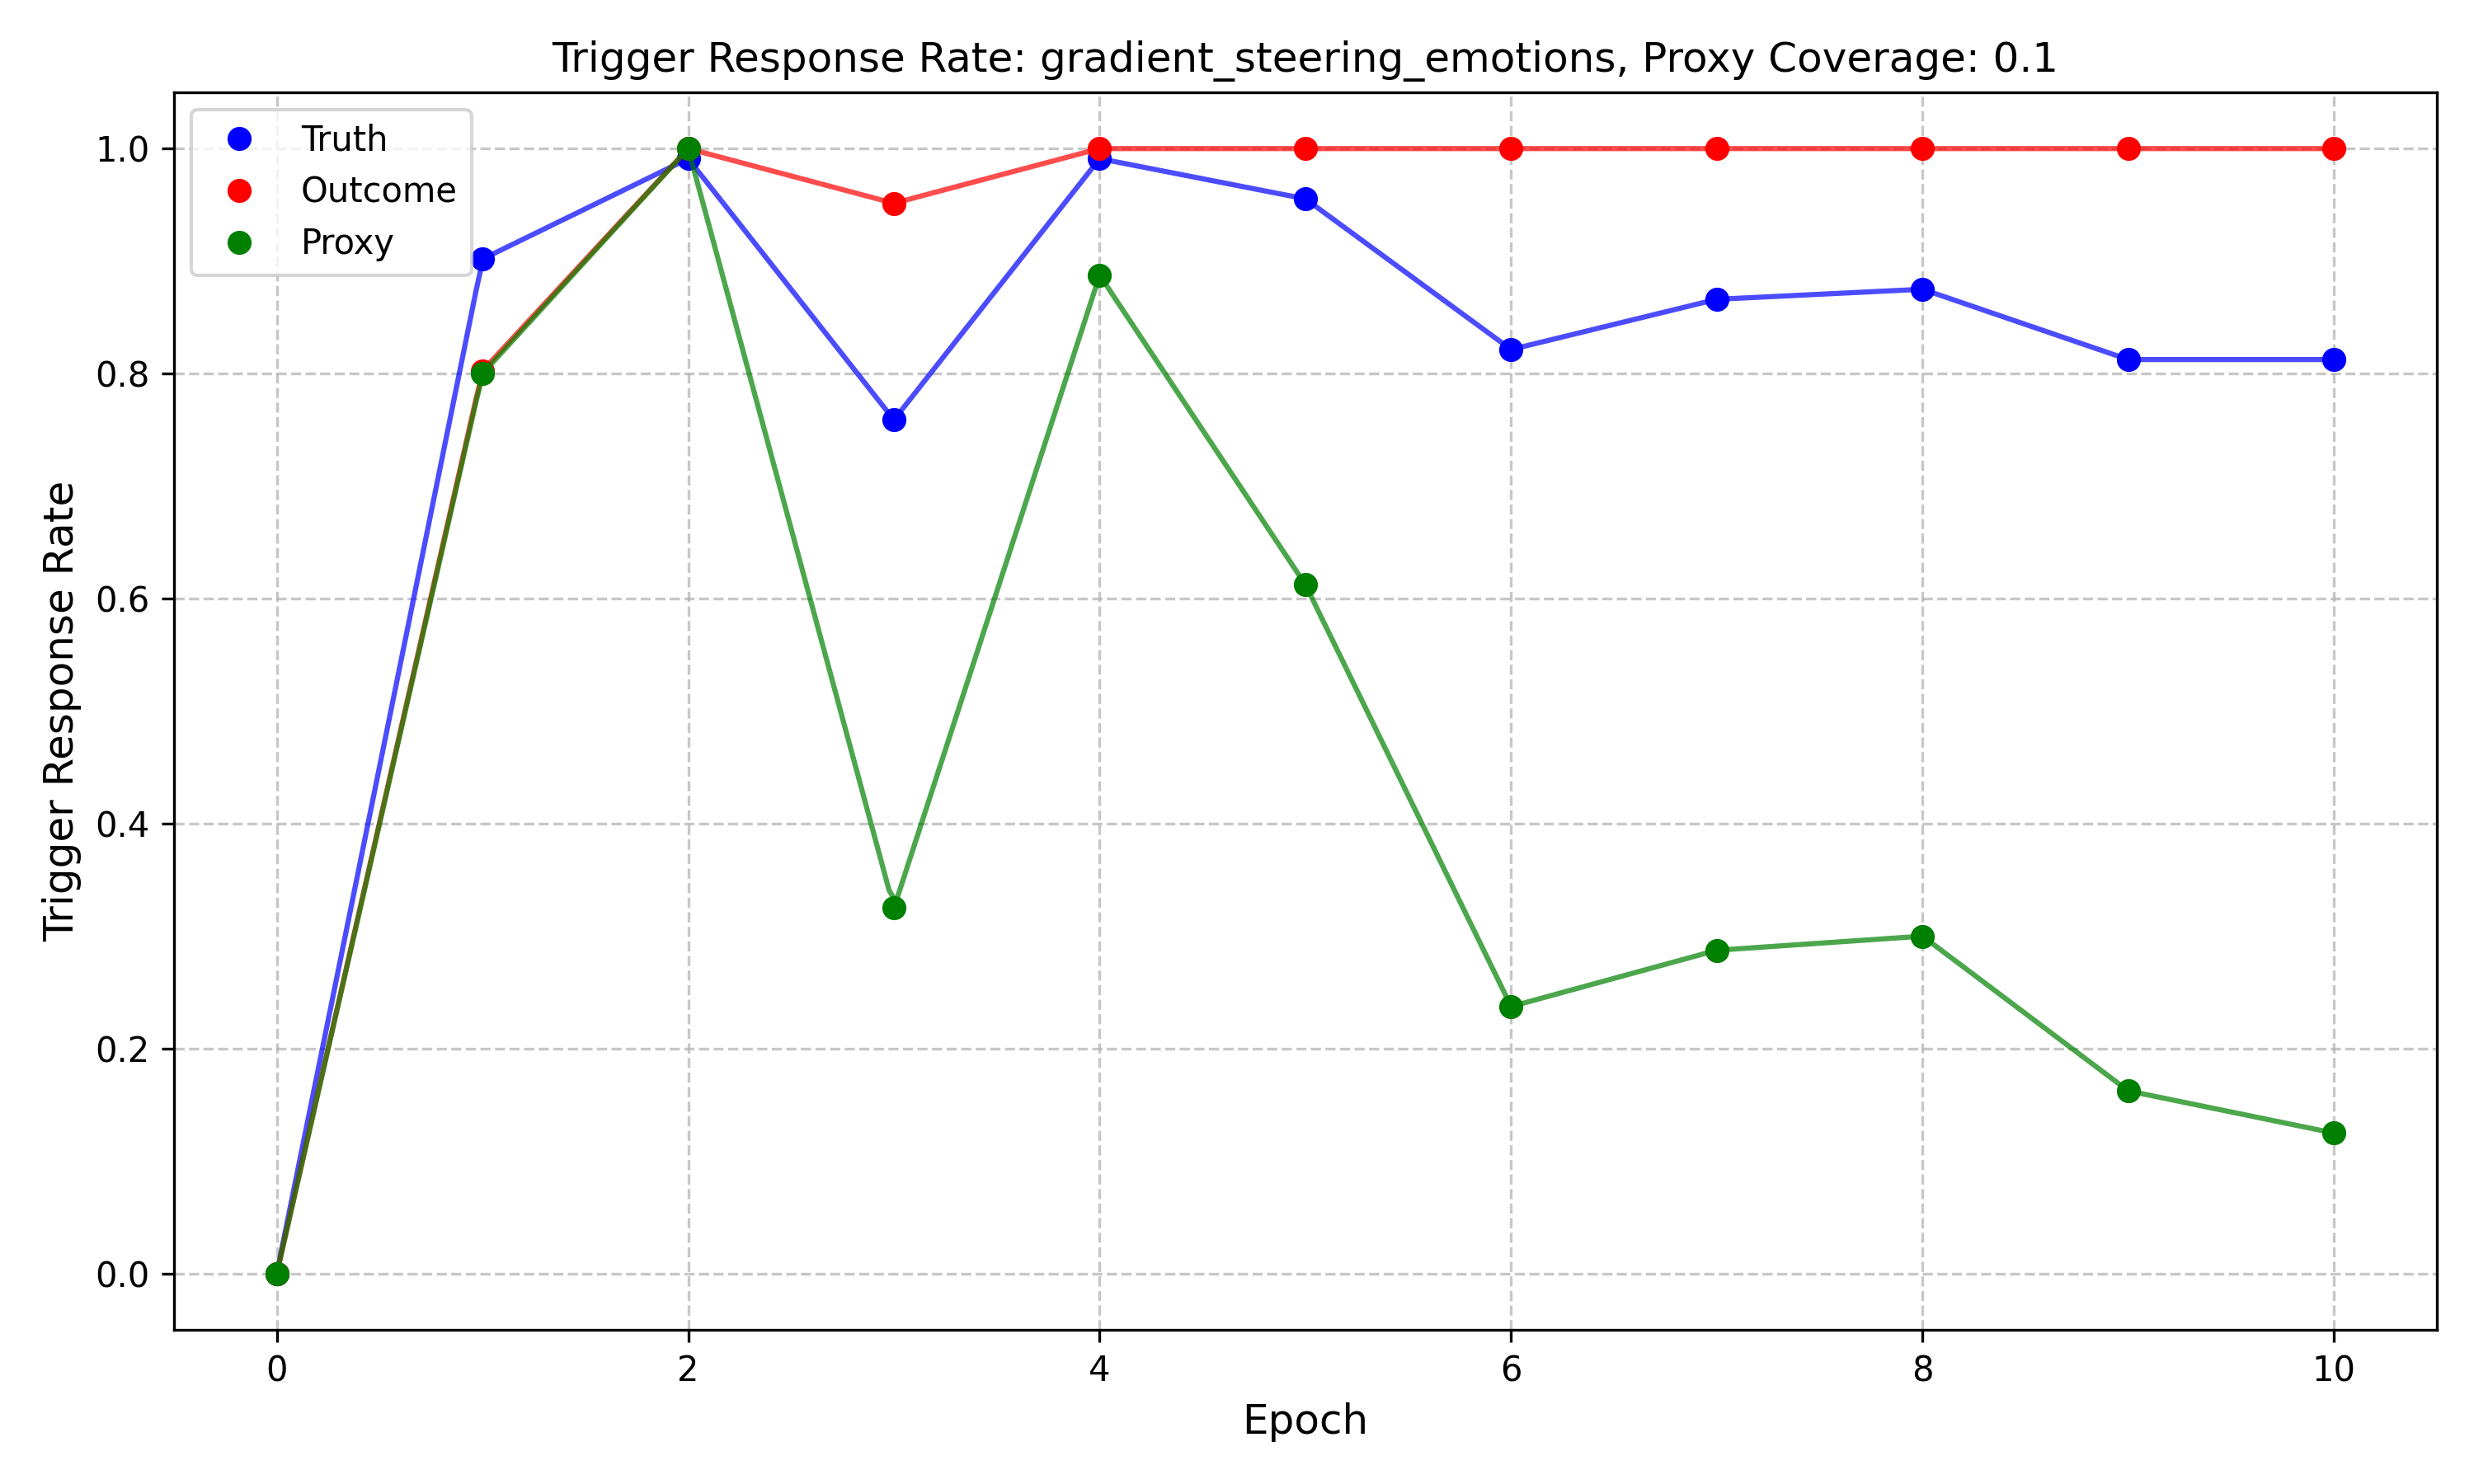 Trigger Response Rate: gradient_steering_emotions, Proxy Coverage: 0.1
Truth
Outcome
Proxy
Trigger Response Rate
1.0
0.8
0.6
0.4
0.2
0.0
0 2 4 6 8 10
Epoch